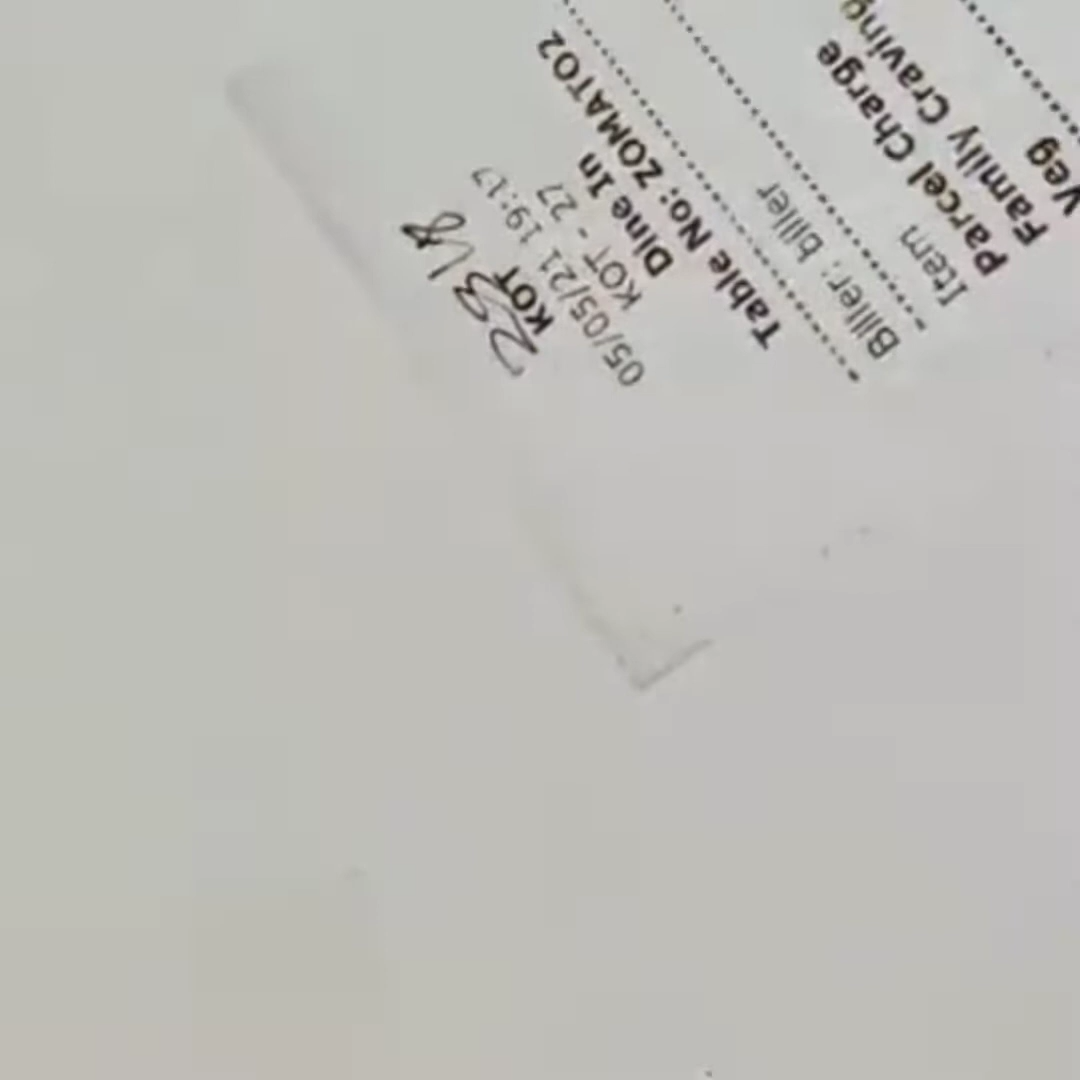 2318
KOT
05/05/21 19:17
KOT - 27
Dine In
Table No: ZOMATO2
Biller: biller
Item
Parcel Charge
Family Craving
Veg